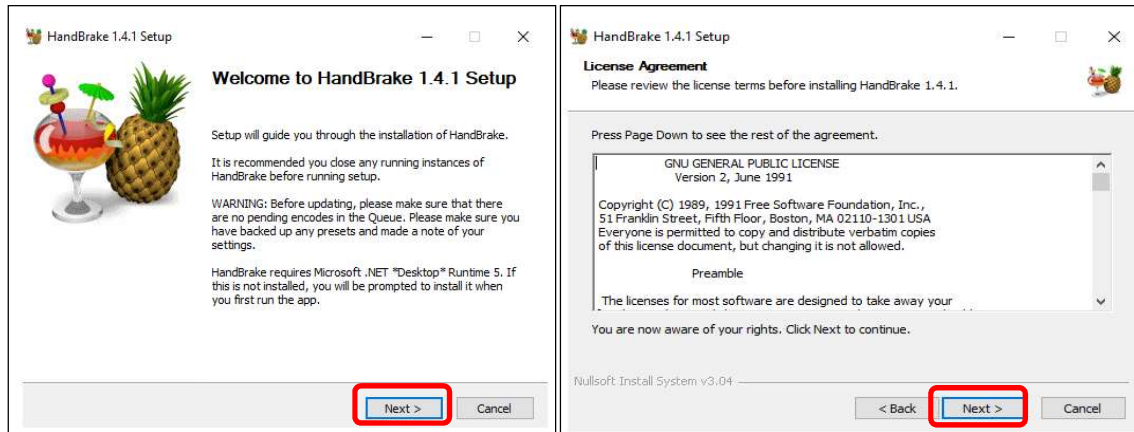 HandBrake 1.4.1 Setup
Welcome to HandBrake 1.4.1 Setup
Setup will guide you through the installation of HandBrake.
It is recommended you close any running instances of
HandBrake before running setup.
WARNING: Before updating, please make sure that there
are no pending encodes in the Queue. Please make sure you
have backed up any presets and made a note of your
settings.
HandBrake requires Microsoft .NET *Desktop* Runtime 5. If
this is not installed, you will be prompted to install it when
you first run the app.
Next >
Cancel
HandBrake 1.4.1 Setup
License Agreement
Please review the license terms before installing HandBrake 1.4.1.
Press Page Down to see the rest of the agreement.
GNU GENERAL PUBLIC LICENSE
Version 2, June 1991
Copyright (C) 1989, 1991 Free Software Foundation, Inc.,
51 Franklin Street, Fifth Floor, Boston, MA 02110-1301 USA
Everyone is permitted to copy and distribute verbatim copies
of this license document, but changing it is not allowed.
Preamble
The licenses for most software are designed to take away your
You are now aware of your rights. Click Next to continue.
Nullsoft Install System v3.04
< Back
Next >
Cancel